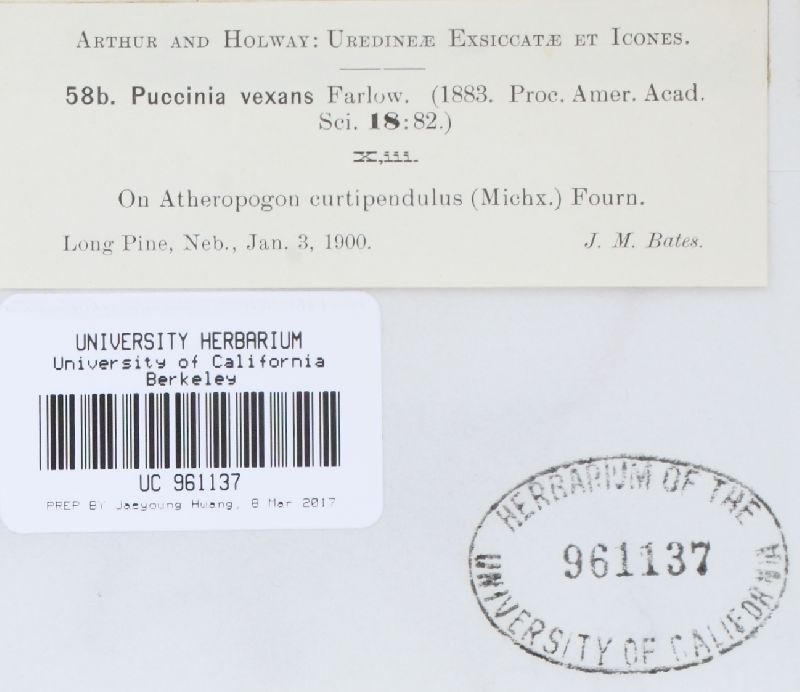 ARTHUR AND HOLWAY: UREDINEÆ EXSICCATÆ ET ICONES.
58b. Puccinia vexans Farlow. (1883. Proc. Amer. Acad.
Sci. 18:82.)
X,iii.
On Atheropogon curtipendulus (Michx.) Fourn.
Long Pine, Neb., Jan. 3, 1900. J. M. Bates.
UNIVERSITY HERBARIUM
University of California
Berkeley
UC 961137
PREP BY Jaeyoung Huang, 8 Mar 2017
HERBARIUM OF THE
961137
UNIVERSITY OF CALIFORNIA